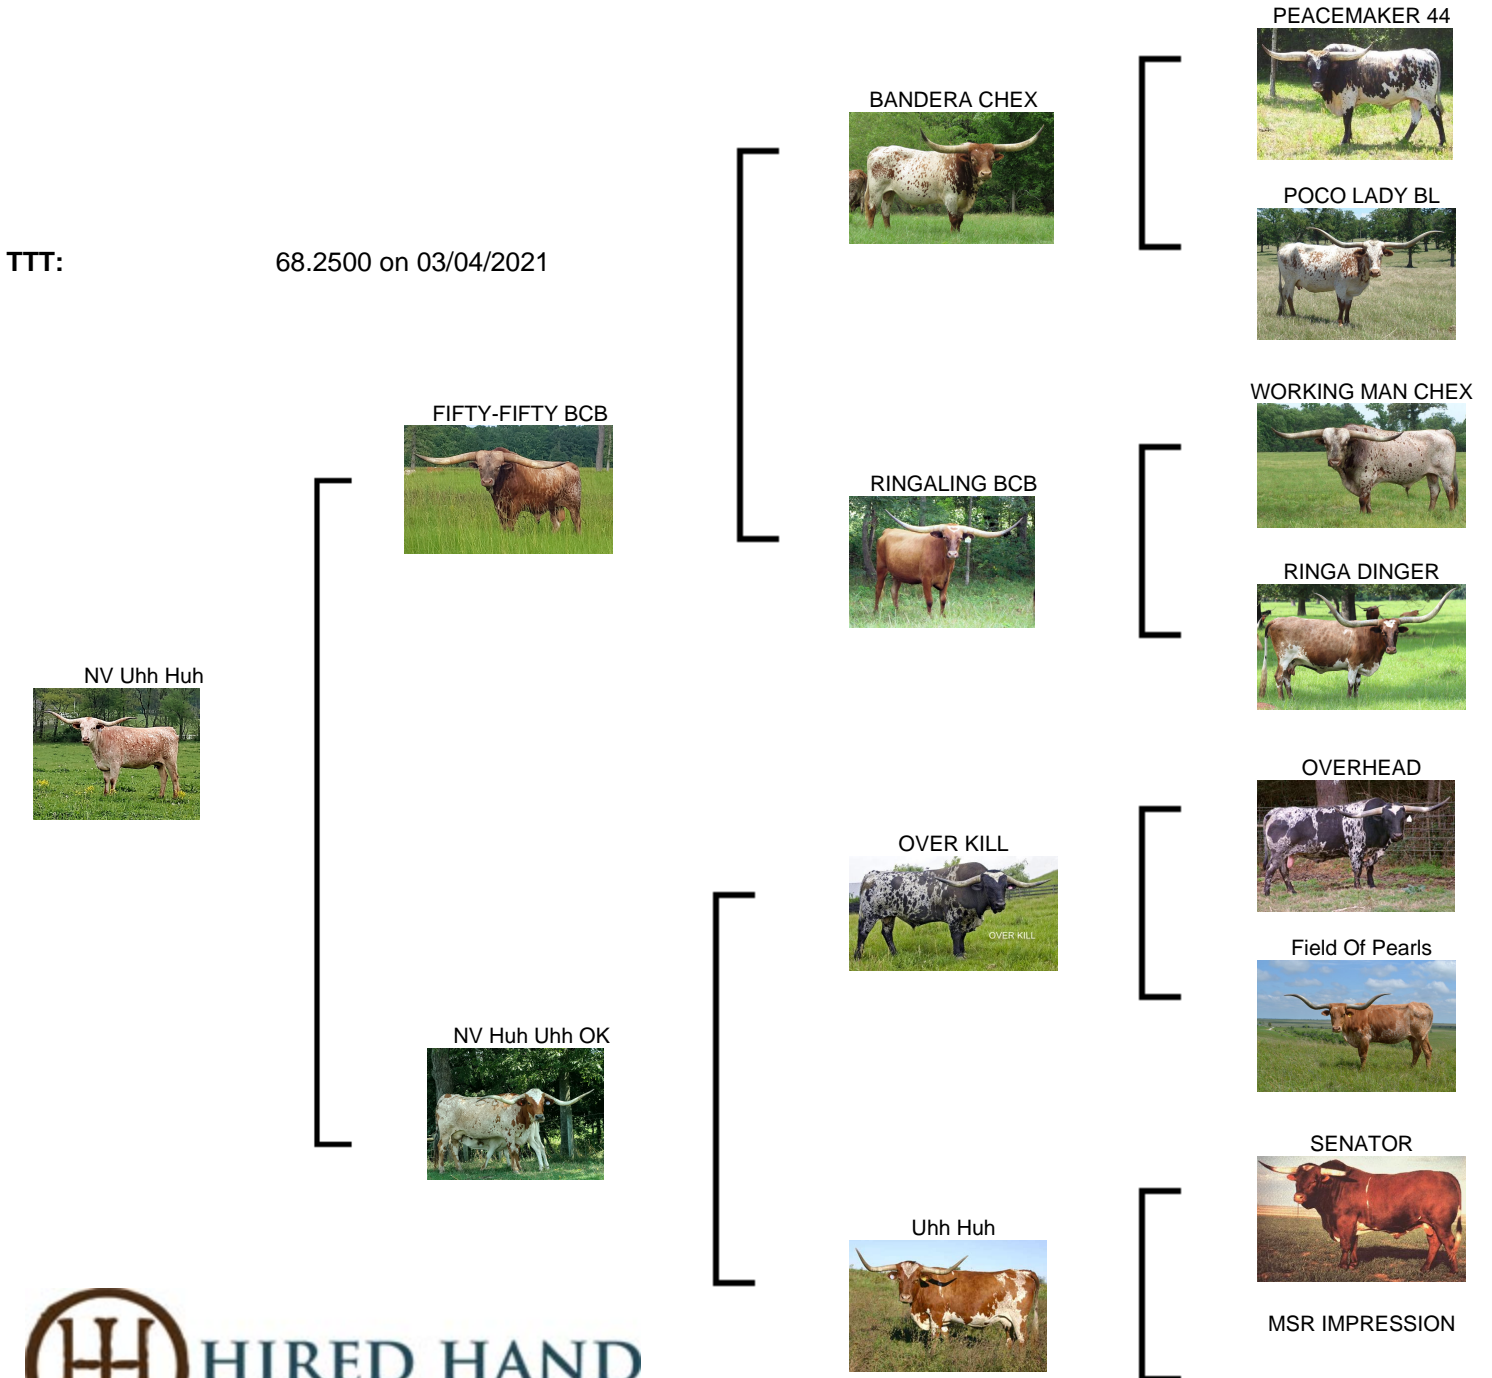 PEACEMAKER 44
BANDERA CHEX
POCO LADY BL
TTT: 68.2500 on 03/04/2021
WORKING MAN CHEX
FIFTY-FIFTY BCB
RINGALING BCB
RINGA DINGER
NV Uhh Huh
OVERHEAD
OVER KILL
OVER KILL
Field Of Pearls
NV Huh Uhh OK
SENATOR
Uhh Huh
MSR IMPRESSION
HIRED HAND